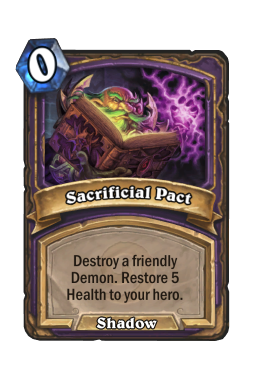 0
Sacrificial Pact
Destroy a friendly
Demon. Restore 5
Health to your hero.
Shadow